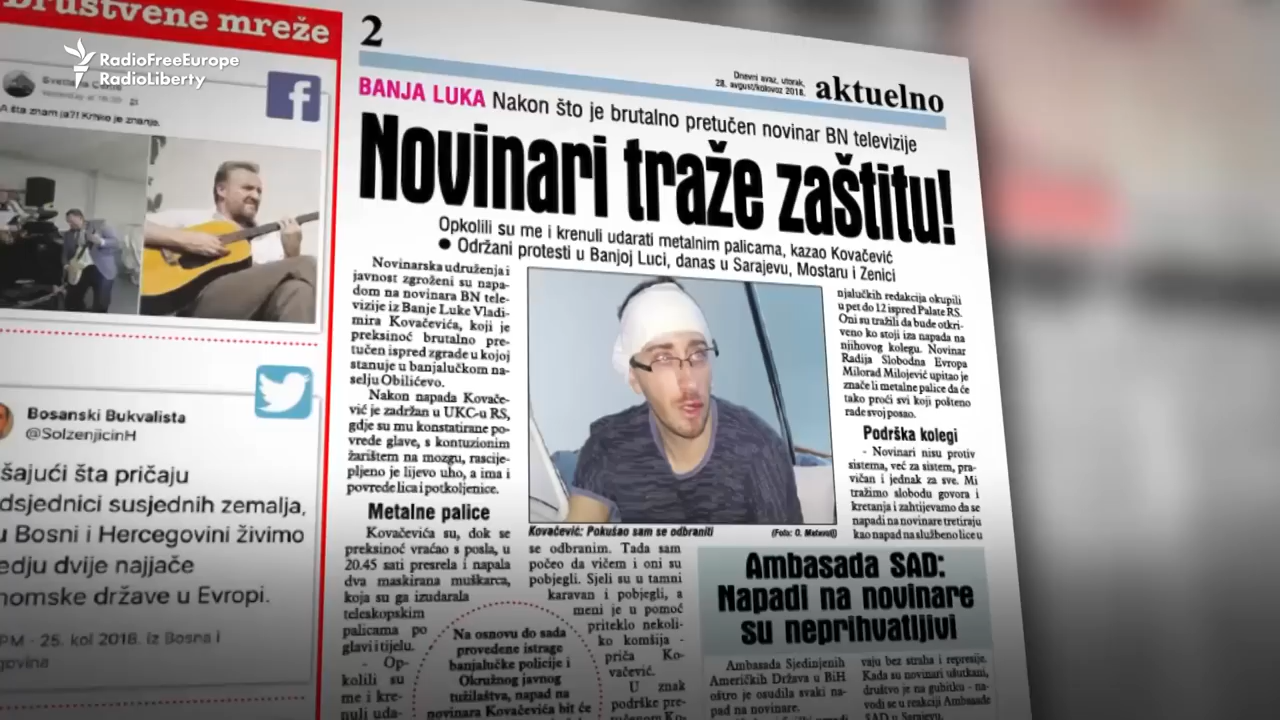 Društvene mreže
RadioFreeEurope
RadioLiberty
A šta znam ja?! Krhko je znanje.
Bosanski Bukvalista
@SolzenjicinH
šajući šta pričaju
dsjednici susjednih zemalja,
u Bosni i Hercegovini živimo
edju dvije najjače
nomske države u Evropi.
PM · 25. kol 2018. iz Bosna i
govina
2
Dnevni avaz, utorak,
28. avgust/kolovoz 2018.
aktuelno
BANJA LUKA Nakon što je brutalno pretučen novinar BN televizije
Novinari traže zaštitu!
Opkolili su me i krenuli udarati metalnim palicama, kazao Kovačević
● Održani protesti u Banjoj Luci, danas u Sarajevu, Mostaru i Zenici
Novinarska udruženja i
javnost zgroženi su napa-
dom na novinara BN tele-
vizije iz Banje Luke Vladi-
mira Kovačevića, koji je
preksinoć brutalno pre-
tučen ispred zgrade u kojoj
stanuje u banjalučkom na-
selju Obilićevo.
Nakon napada Kovače-
vić je zadržan u UKC-u RS,
gdje su mu konstatirane po-
vrede glave, s kontuzionim
žarištem na mozgu, rascije-
pljeno je lijevo uho, a ima i
povrede lica i potkoljenice.
Metalne palice
Kovačevića su, dok se
preksinoć vraćao s posla, u
20.45 sati presrela i napala
dva maskirana muškarca,
koja su ga izudarala
teleskopskim
palicama po
glavi i tijelu.
- Op-
kolili su
me i kre-
nuli uda-
Na osnovu do sada
provedene istrage
banjalučke policije i
Okružnog javnog
tužilaštva, napad na
novinara Kovačevića bit će
Kovačević: Pokušao sam se odbraniti
se odbranim. Tada sam
počeo da vičem i oni su
pobjegli. Sjeli su u tamni
karavan i pobjegli, a
meni je u pomoć
priteklo nekoli-
ko komšija -
priča Ko-
vačević.
U znak
podrške pre-
tučenom Ko-
njalučkih redakcija okupili
u pet do 12 ispred Palate RS.
Oni su tražili da bude otkri-
veno ko stoji iza napada na
njihovog kolegu. Novinar
Radija Slobodna Evropa
Milorad Milojević upitao je
znače li metalne palice da će
tako proći svi koji pošteno
rade svoj posao.
Podrška kolegi
- Novinari nisu protiv
sistema, već za sistem, pra-
vičan i jednak za sve. Mi
tražimo slobodu govora i
kretanja i zahtijevamo da se
napadi na novinare tretiraju
kao napad na službeno lice u
Ambasada SAD:
Napadi na novinare
su neprihvatljivi
Ambasada Sjedinjenih
Američkih Država u BiH
oštro je osudila svaki na-
pad na novinare.
vaju bez straha i represije.
Kada su novinari ušutkani,
društvo je na gubitku - na-
vodi se u reakciji Ambasade
SAD u Sarajevu.